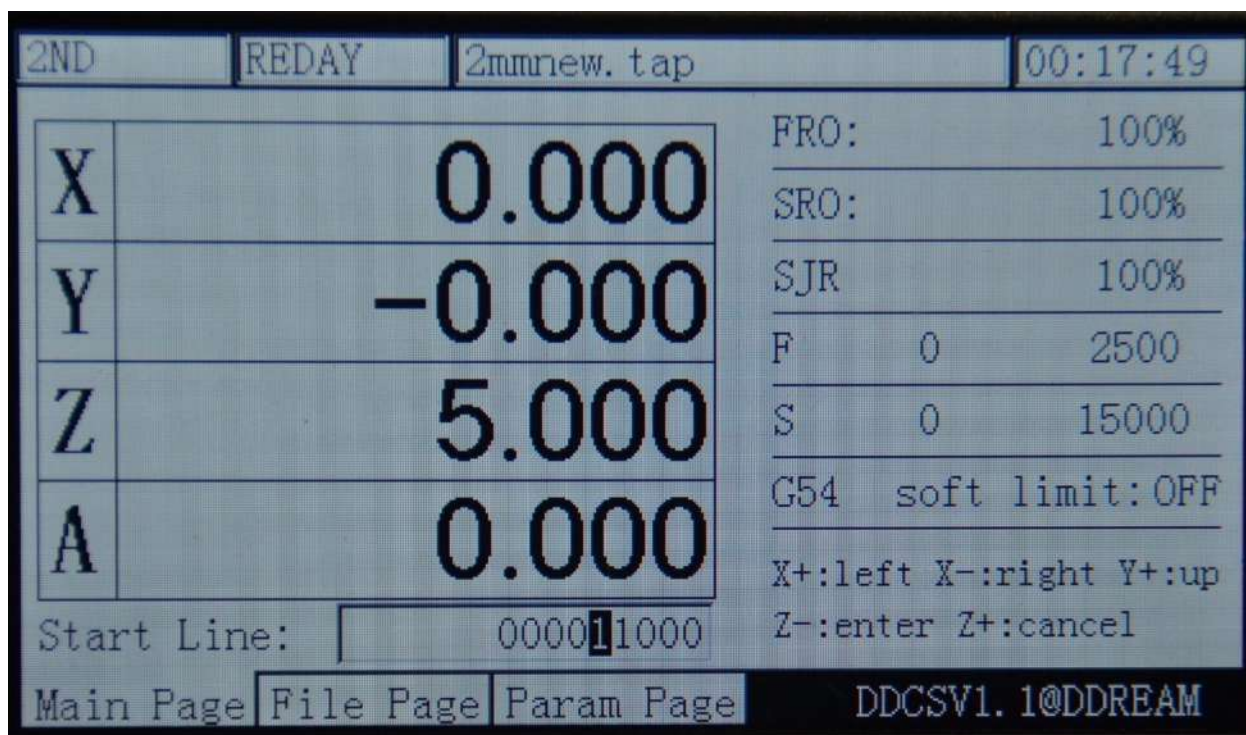 2ND REDAY 2mmnew.tap 00:17:49
X 0.000
Y -0.000
Z 5.000
A 0.000
Start Line: 000011000
FRO: 100%
SRO: 100%
SJR 100%
F 0 2500
S 0 15000
G54 soft limit:OFF
X+:left X-:right Y+:up
Z-:enter Z+:cancel
Main Page File Page Param Page DDCSV1.1@DDREAM